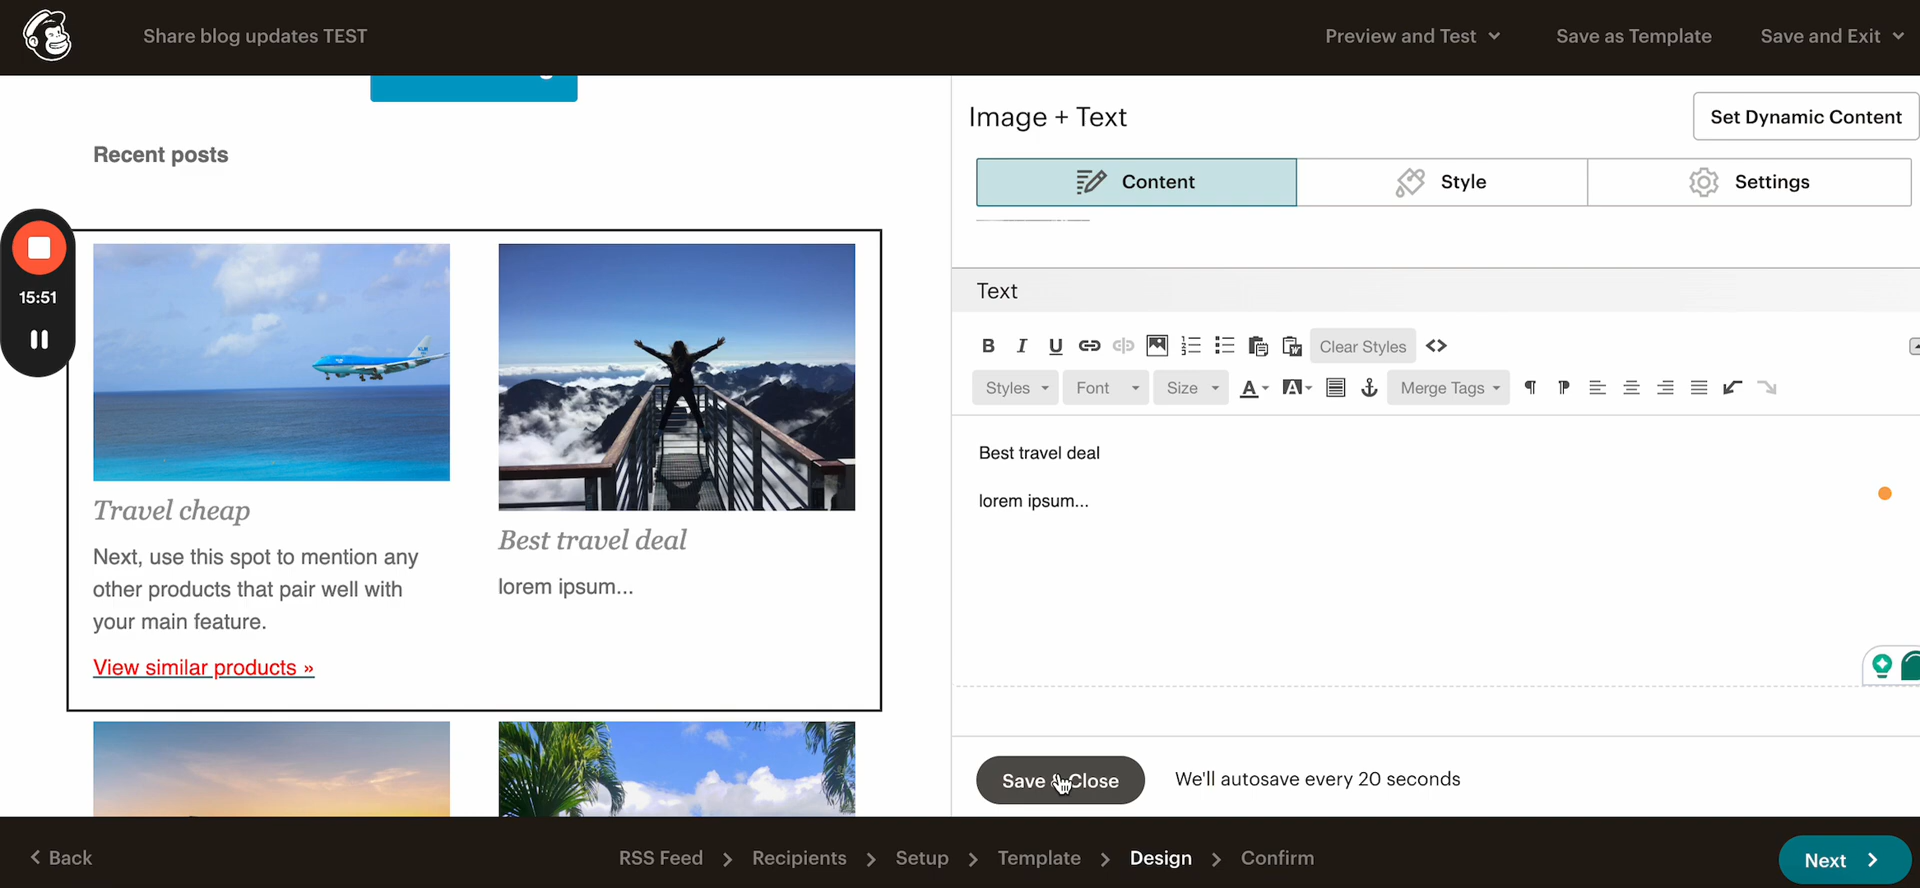 Share blog updates TEST
Preview and Test
Save as Template
Save and Exit
Recent posts
15:51
KLM
Travel cheap
Next, use this spot to mention any
other products that pair well with
your main feature.
View similar products »
Best travel deal
lorem ipsum...
Image + Text
Set Dynamic Content
Content
Style
Settings
Text
B I U Clear Styles
Styles Font Size A A Merge Tags
Best travel deal
lorem ipsum...
Save & Close
We'll autosave every 20 seconds
Back
RSS Feed > Recipients > Setup > Template > Design > Confirm
Next